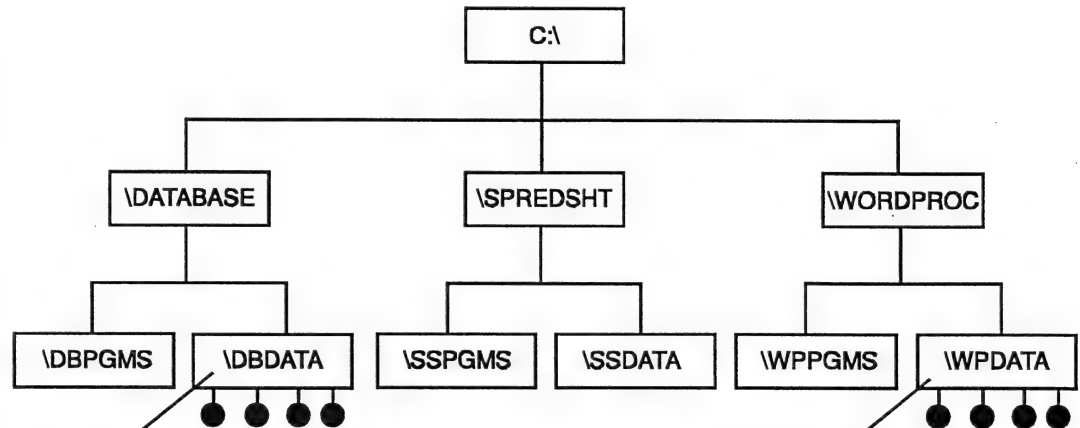 C:\
\DATABASE \SPREDSHT \WORDPROC
\DBPGMS \DBDATA \SSPGMS \SSDATA \WPPGMS \WPDATA